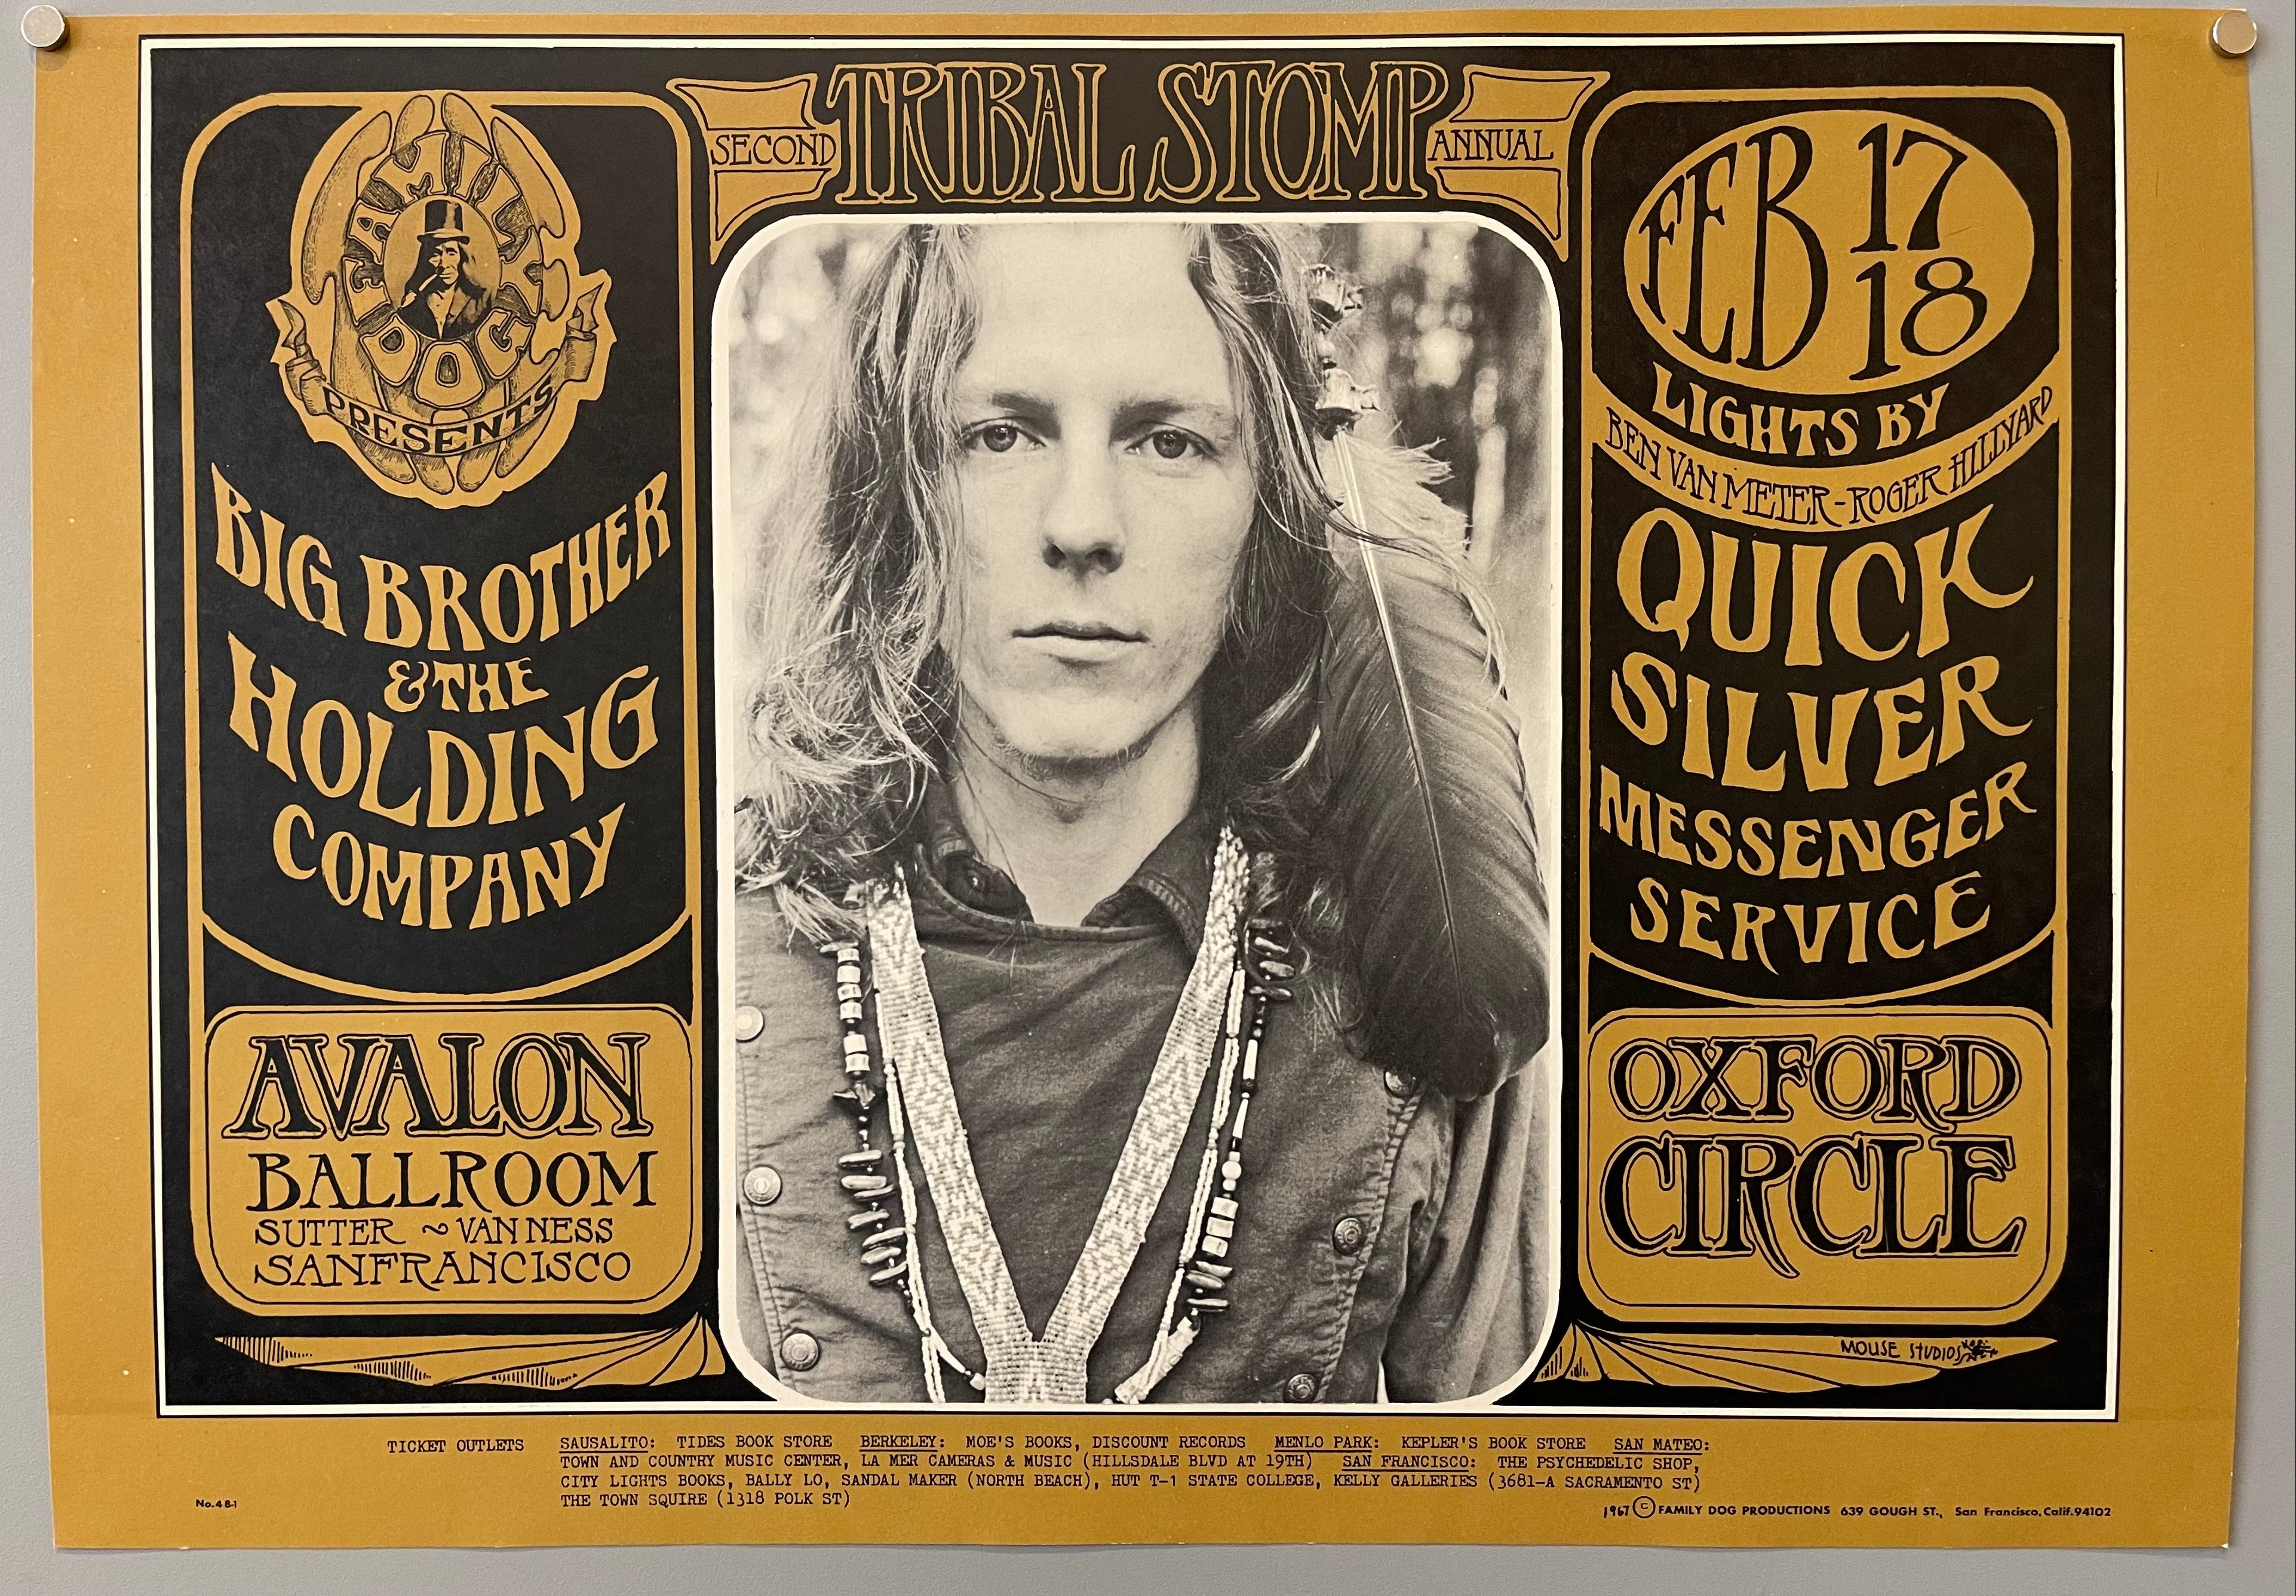 SECOND TRIBAL STOMP ANNUAL
FAMILY
DOG
PRESENTS
BIG BROTHER
& THE
HOLDING
COMPANY
AVALON
BALLROOM
SUTTER ~ VAN NESS
SAN FRANCISCO
FEB 17
18
LIGHTS BY
BEN VAN METER - ROGER HILLYARD
QUICK
SILVER
MESSENGER
SERVICE
OXFORD
CIRCLE
MOUSE STUDIOS
TICKET OUTLETS SAUSALITO: TIDES BOOK STORE BERKELEY: MOE'S BOOKS, DISCOUNT RECORDS MENLO PARK: KEPLER'S BOOK STORE SAN MATEO:
TOWN AND COUNTRY MUSIC CENTER, LA MER CAMERAS & MUSIC (HILLSDALE BLVD AT 19TH) SAN FRANCISCO: THE PSYCHEDELIC SHOP,
CITY LIGHTS BOOKS, BALLY LO, SANDAL MAKER (NORTH BEACH), HUT T-1 STATE COLLEGE, KELLY GALLERIES (3681-A SACRAMENTO ST)
THE TOWN SQUIRE (1318 POLK ST)
No.48-1
1967 © FAMILY DOG PRODUCTIONS 639 GOUGH ST., San Francisco, Calif. 94102